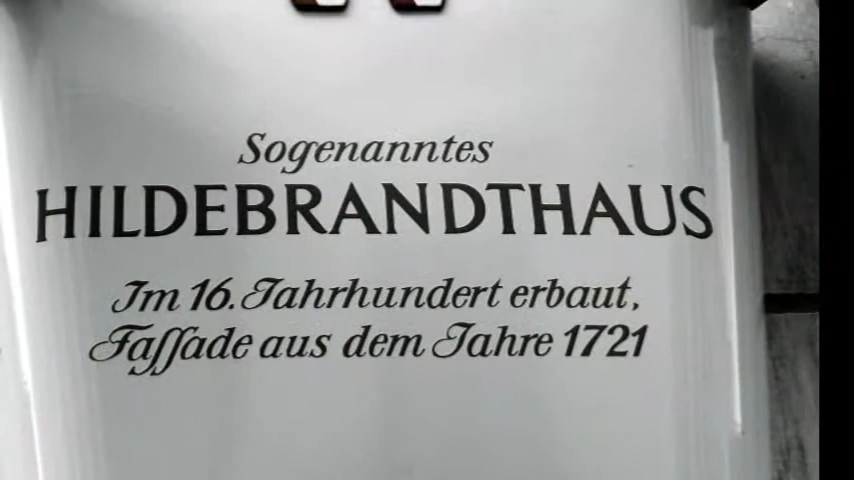 Sogenanntes
HILDEBRANDTHAUS
Im 16. Jahrhundert erbaut,
Faſſade aus dem Jahre 1721